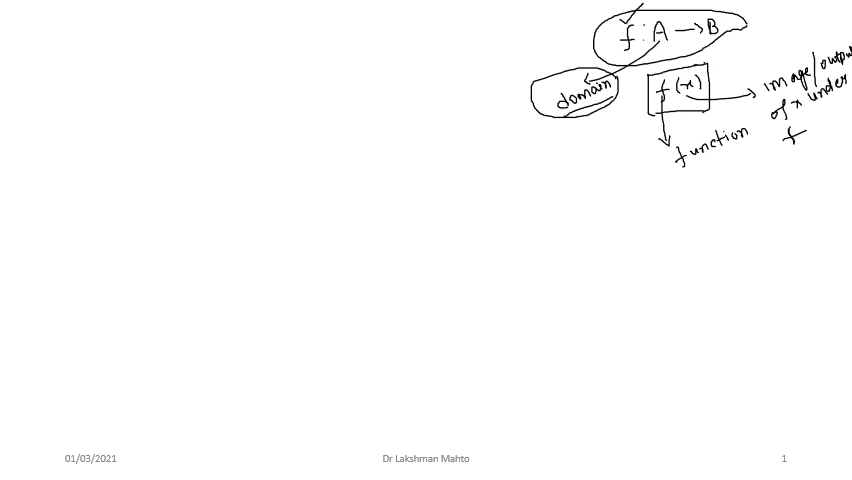 f : A → B
domain
f(x)
image/output
of x under
f
function
01/03/2021
Dr Lakshman Mahto
1